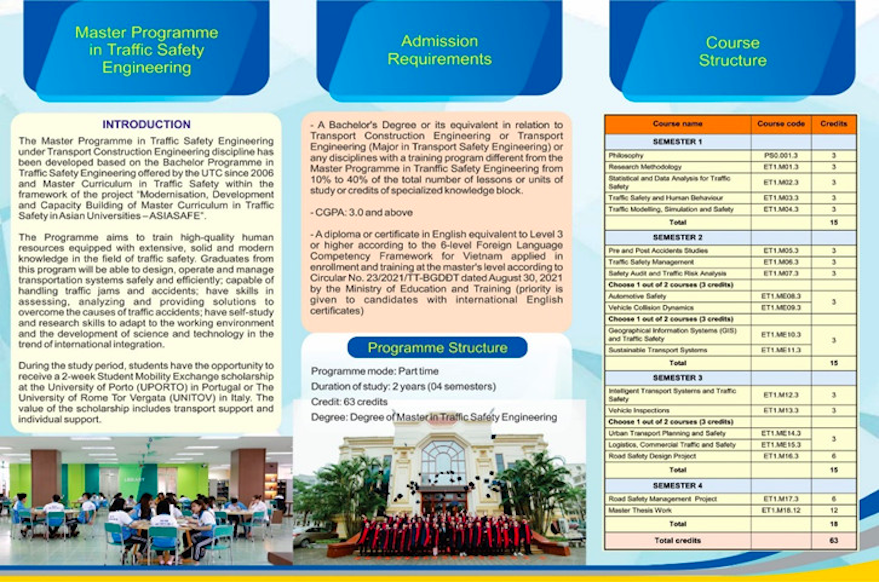 Master Programme
in Traffic Safety
Engineering
INTRODUCTION
The Master Programme in Traffic Safety Engineering
under Transport Construction Engineering discipline has
been developed based on the Bachelor Programme in
Traffic Safety Engineering offered by the UTC since 2006
and Master Curriculum in Traffic Safety within the
framework of the project "Modernisation, Development
and Capacity Building of Master Curriculum in Traffic
Safety in Asian Universities – ASIASAFE".
The Programme aims to train high-quality human
resources equipped with extensive, solid and modern
knowledge in the field of traffic safety. Graduates from
this program will be able to design, operate and manage
transportation systems safely and efficiently; capable of
handling traffic jams and accidents; have skills in
assessing, analyzing and providing solutions to
overcome the causes of traffic accidents; have self-study
and research skills to adapt to the working environment
and the development of science and technology in the
trend of international integration.
During the study period, students have the opportunity to
receive a 2-week Student Mobility Exchange scholarship
at the University of Porto (UPORTO) in Portugal or The
University of Rome Tor Vergata (UNITOV) in Italy. The
value of the scholarship includes transport support and
individual support.
LIBRARY
Admission
Requirements
- A Bachelor's Degree or its equivalent in relation to
Transport Construction Engineering or Transport
Engineering (Major in Transport Safety Engineering) or
any disciplines with a training program different from the
Master Programme in Tranffic Safety Engineering from
10% to 40% of the total number of lessons or units of
study or credits of specialized knowledge block.
- CGPA: 3.0 and above
- A diploma or certificate in English equivalent to Level 3
or higher according to the 6-level Foreign Language
Competency Framework for Vietnam applied in
enrollment and training at the master's level according to
Circular No. 23/2021/TT-BGDDT dated August 30, 2021
by the Ministry of Education and Training (priority is
given to candidates with international English
certificates)
Programme Structure
Programme mode: Part time
Duration of study: 2 years (04 semesters)
Credit: 63 credits
Degree: Degree of Master in Traffic Safety Engineering
Course
Structure
Course name Course code Credits
SEMESTER 1
Philosophy PS0.001.3 3
Research Methodology ET1.M01.3 3
Statistical and Data Analysis for Traffic
Safety ET1.M02.3 3
Traffic Safety and Human Behaviour ET1.M03.3 3
Traffic Modelling, Simulation and Safety ET1.M04.3 3
Total 15
SEMESTER 2
Pre and Post Accidents Studies ET1.M05.3 3
Traffic Safety Management ET1.M06.3 3
Safety Audit and Traffic Risk Analysis ET1.M07.3 3
Choose 1 out of 2 courses (3 credits)
Automotive Safety ET1.ME08.3 3
Vehicle Collision Dynamics ET1.ME09.3
Choose 1 out of 2 courses (3 credits)
Geographical Information Systems (GIS)
and Traffic Safety ET1.ME10.3 3
Sustainable Transport Systems ET1.ME11.3
Total 15
SEMESTER 3
Intelligent Transport Systems and Traffic
Safety ET1.M12.3 3
Vehicle Inspections ET1.M13.3 3
Choose 1 out of 2 courses (3 credits)
Urban Transport Planning and Safety ET1.ME14.3 3
Logistics, Commercial Traffic and Safety ET1.ME15.3
Road Safety Design Project ET1.M16.3 6
Total 15
SEMESTER 4
Road Safety Management Project ET1.M17.3 6
Master Thesis Work ET1.M18.12 12
Total 18
Total credits 63